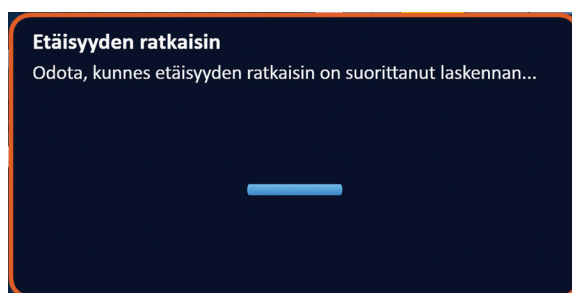 Etäisyyden ratkaisin
Odota, kunnes etäisyyden ratkaisin on suorittanut laskennan...